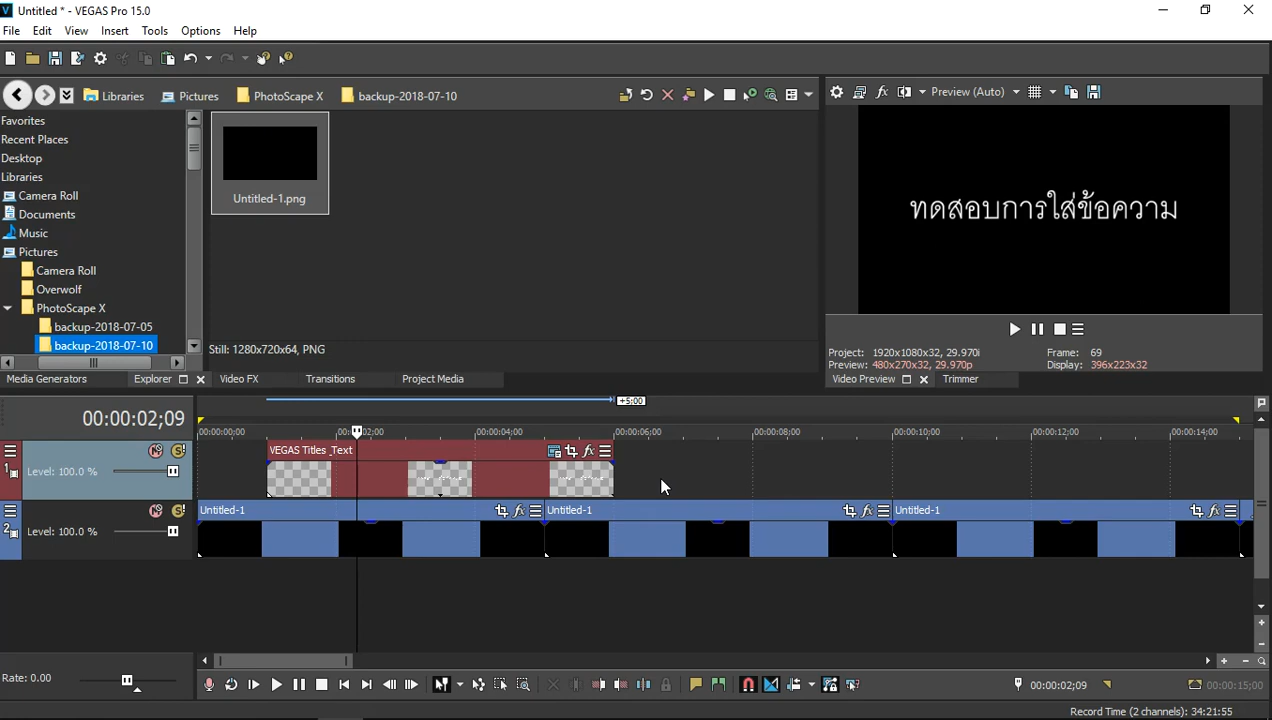 Untitled * - VEGAS Pro 15.0
File Edit View Insert Tools Options Help
Libraries Pictures PhotoScape X backup-2018-07-10
Preview (Auto)
Favorites
Recent Places
Desktop
Libraries
Camera Roll
Documents
Music
Pictures
Camera Roll
Overwolf
PhotoScape X
backup-2018-07-05
backup-2018-07-10
Untitled-1.png
Still: 1280x720x64, PNG
ทดสอบการใส่ข้อความ
Project: 1920x1080x32, 29.970i Frame: 69
Preview: 480x270x32, 29.970p Display: 396x223x32
Media Generators Explorer Video FX Transitions Project Media
Video Preview Trimmer
+5;00
00:00:02;09
00:00:00;00 00:00:04;00 00:00:06;00 00:00:08;00 00:00:10;00 00:00:12;00 00:00:14;00
1 Level: 100.0 %
VEGAS Titles
2 Level: 100.0 %
Untitled-1 Untitled-1 Untitled-1
Rate: 0.00
00:00:02;09 00:00:15;00
Record Time (2 channels): 34:21:55